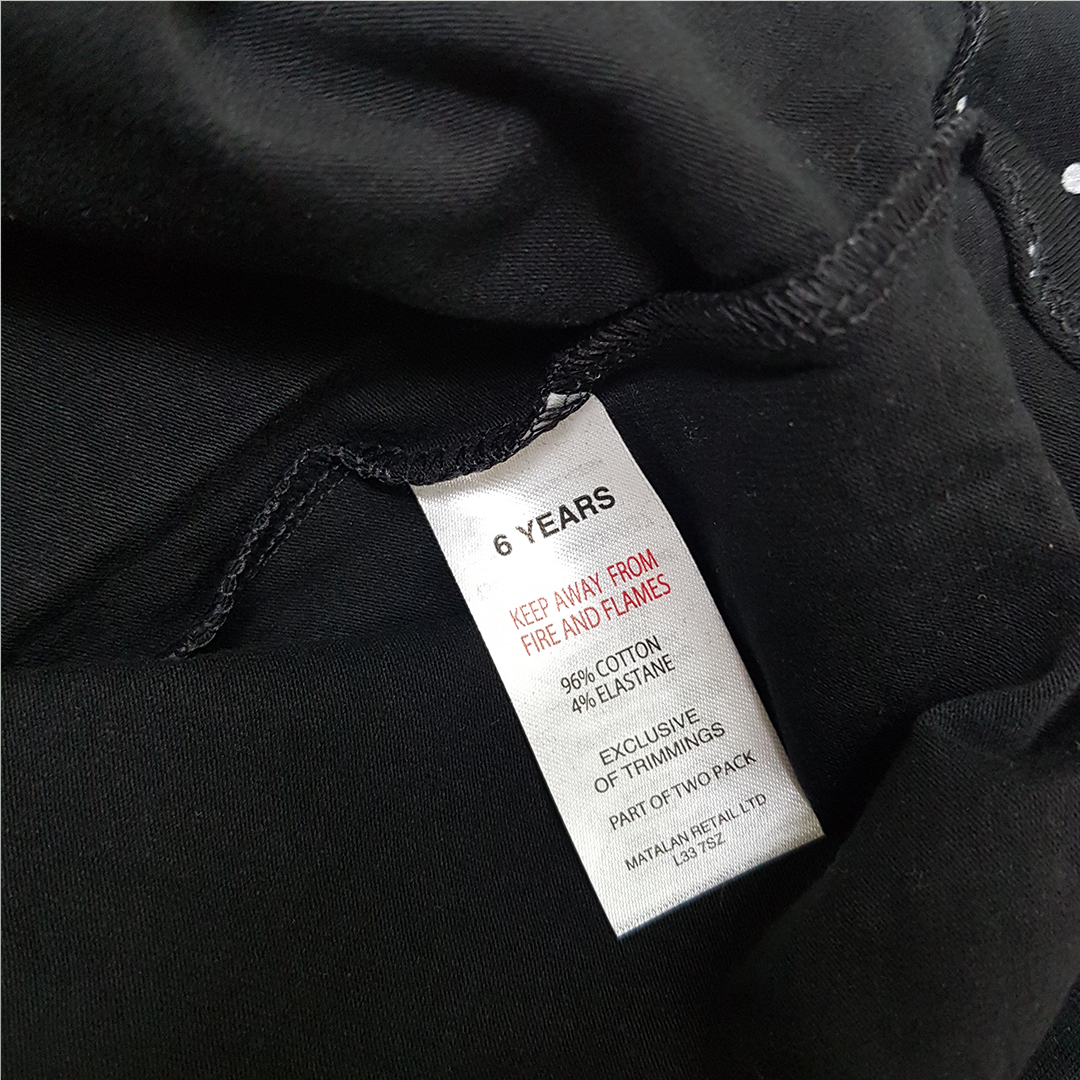 6 YEARS
KEEP AWAY FROM
FIRE AND FLAMES
96% COTTON
4% ELASTANE
EXCLUSIVE
OF TRIMMINGS
PART OF TWO PACK
MATALAN RETAIL LTD
L33 7SZ